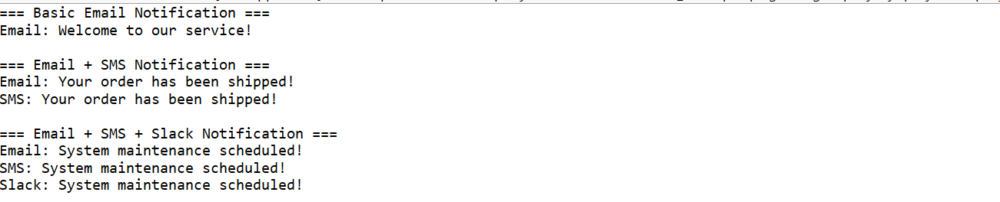 === Basic Email Notification ===
Email: Welcome to our service!
=== Email + SMS Notification ===
Email: Your order has been shipped!
SMS: Your order has been shipped!
=== Email + SMS + Slack Notification ===
Email: System maintenance scheduled!
SMS: System maintenance scheduled!
Slack: System maintenance scheduled!